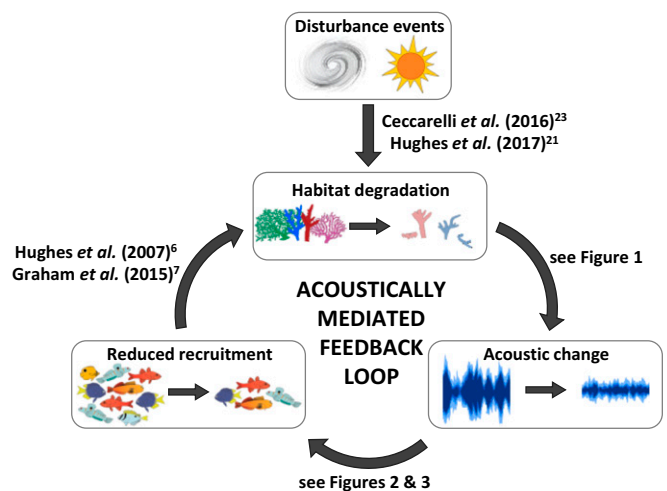 Disturbance events
Ceccarelli et al. (2016)23
Hughes et al. (2017)21
Habitat degradation
Hughes et al. (2007)6
Graham et al. (2015)7
see Figure 1
ACOUSTICALLY
MEDIATED
FEEDBACK
LOOP
Reduced recruitment
Acoustic change
see Figures 2 & 3